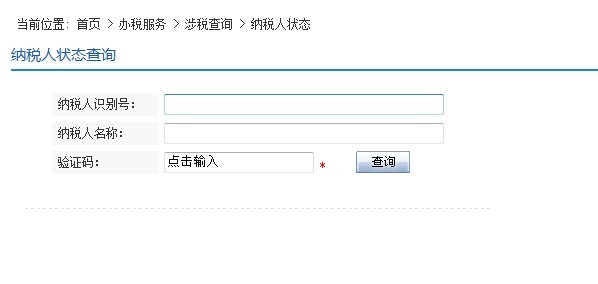 当前位置：首页 > 办税服务 > 涉税查询 > 纳税人状态
纳税人状态查询
纳税人识别号：
纳税人名称：
验证码： 点击输入 * 查询